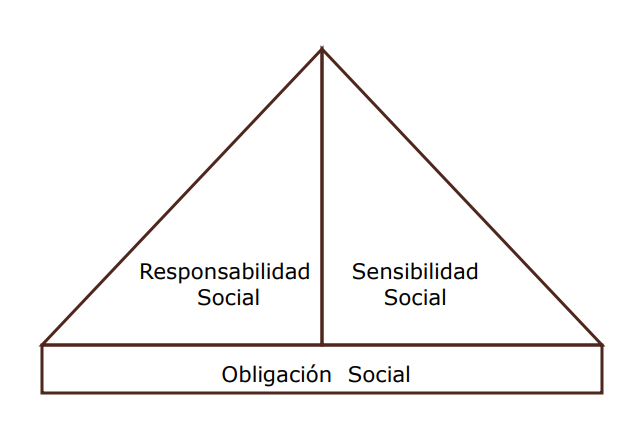 Responsabilidad
Social
Sensibilidad
Social
Obligación Social